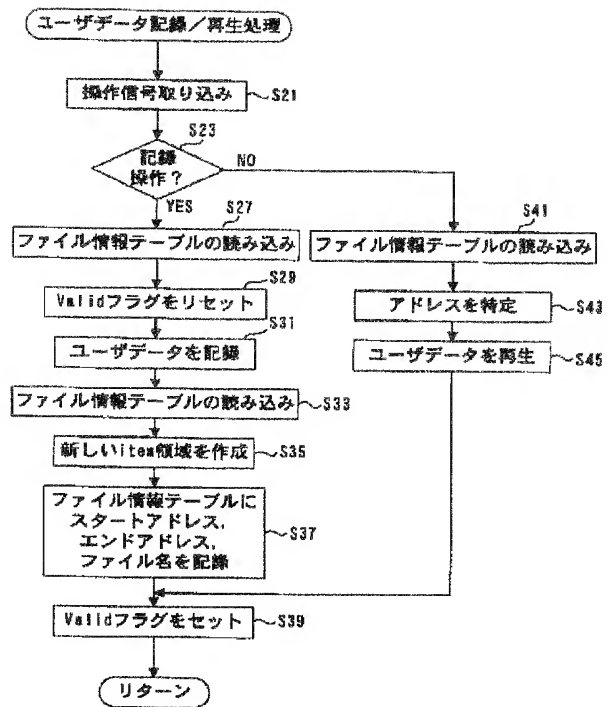 ユーザデータ記録/再生処理
操作信号取り込み
S21
S23
記録
操作?
NO
YES
S27
ファイル情報テーブルの読み込み
S41
ファイル情報テーブルの読み込み
S29
Validフラグをリセット
アドレスを特定
S43
S31
ユーザデータを記録
ユーザデータを再生
S45
ファイル情報テーブルの読み込み
S33
新しいitem領域を作成
S35
ファイル情報テーブルに
スタートアドレス,
エンドアドレス,
ファイル名を記録
S37
Validフラグをセット
S39
リターン